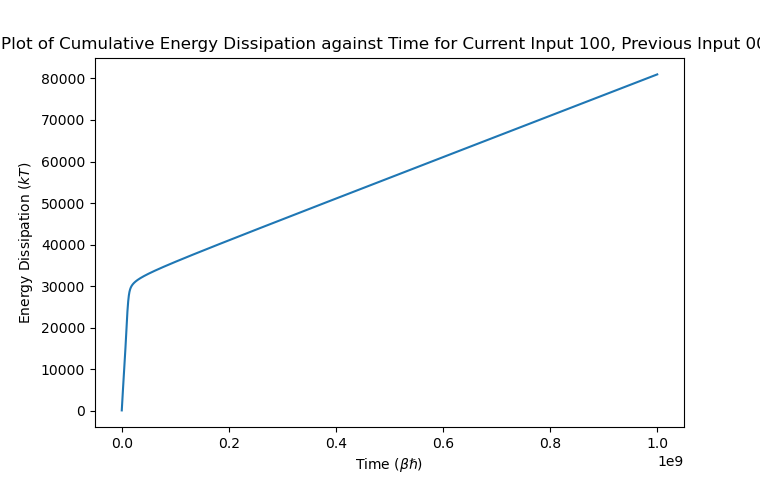 Plot of Cumulative Energy Dissipation against Time for Current Input 100, Previous Input 00
80000
70000
60000
50000
40000
30000
20000
10000
0
Energy Dissipation (kT)
0.0 0.2 0.4 0.6 0.8 1.0
1e9
Time (βħ)